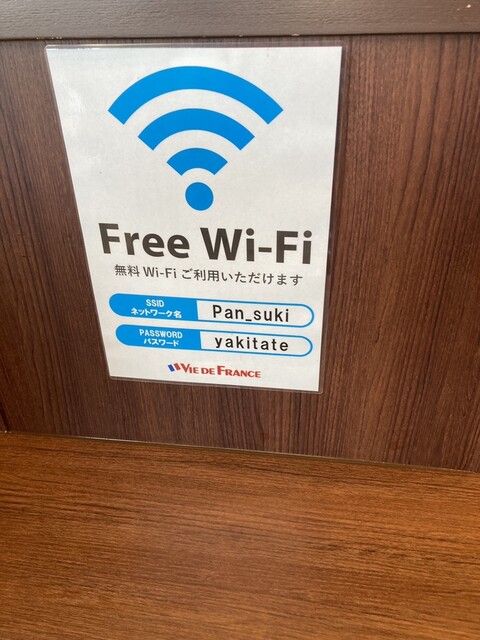 Free Wi-Fi
無料 Wi-Fi ご利用いただけます
SSID
ネットワーク名
Pan_suki
PASSWORD
パスワード
yakitate
VIE DE FRANCE